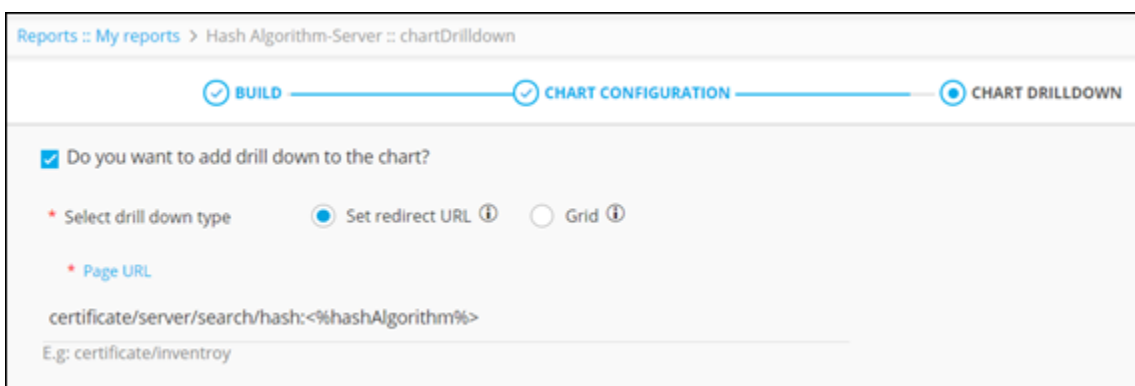 Reports :: My reports > Hash Algorithm-Server :: chartDrilldown
BUILD CHART CONFIGURATION CHART DRILLDOWN
Do you want to add drill down to the chart?
* Select drill down type Set redirect URL ⓘ Grid ⓘ
* Page URL
certificate/server/search/hash:<%hashAlgorithm%>
E.g: certificate/inventroy